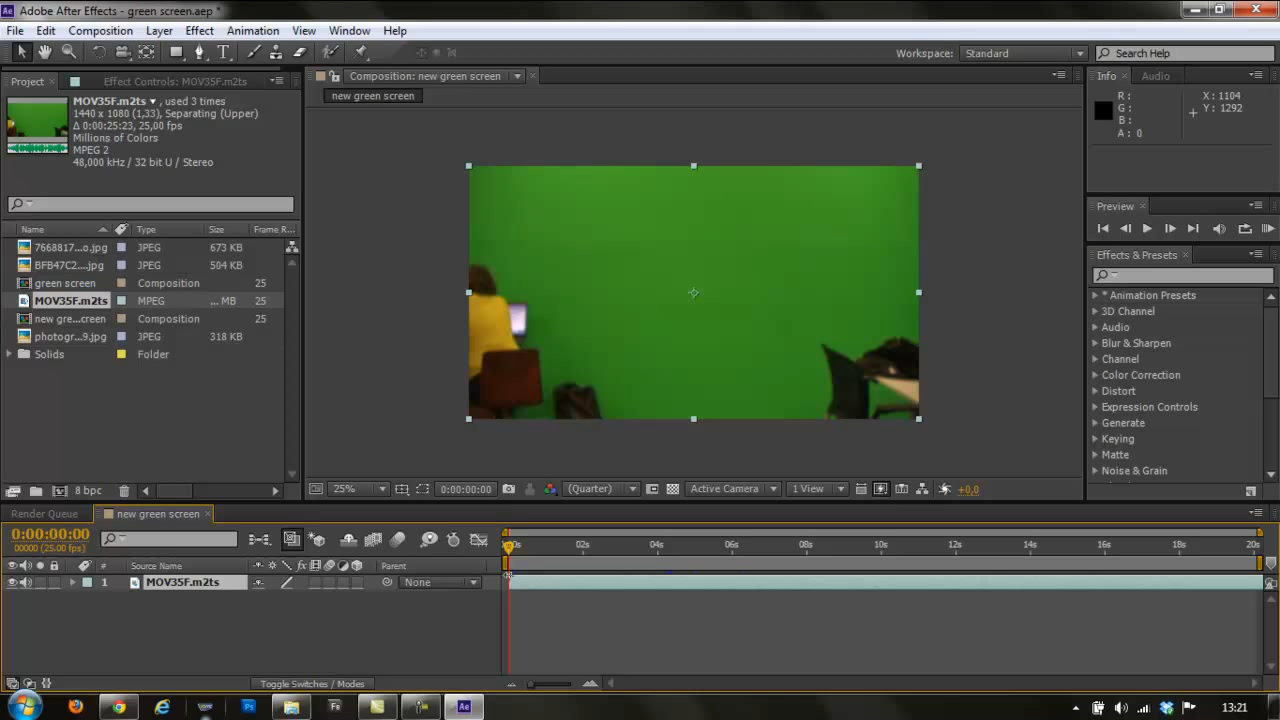 Ae Adobe After Effects - green screen.aep *
File Edit Composition Layer Effect Animation View Window Help
T Workspace: Standard Search Help
Project Effect Controls: MOV35F.m2ts Composition: new green screen Info Audio
new green screen
MOV35F.m2ts , used 3 times
1440 x 1080 (1,33), Separating (Upper)
Δ 0:00:25:23, 25,00 fps
Millions of Colors
MPEG 2
48,000 kHz / 32 bit U / Stereo
R :
G :
B :
A : 0
X : 1104
Y : 1292
Preview
Effects & Presets
Name Type Size Frame R...
7668817...o.jpg JPEG 673 KB
BFB47C2....jpg JPEG 504 KB
green screen Composition 25
MOV35F.m2ts MPEG ... MB 25
new gre...creen Composition 25
photogr...9.jpg JPEG 318 KB
Solids Folder
* Animation Presets
3D Channel
Audio
Blur & Sharpen
Channel
Color Correction
Distort
Expression Controls
Generate
Keying
Matte
Noise & Grain
8 bpc
25% 0:00:00:00 (Quarter) Active Camera 1 View +0,0
Render Queue new green screen
0:00:00:00
00000 (25.00 fps)
02s 04s 06s 08s 10s 12s 14s 16s 18s 20s
# Source Name fx Parent
1 MOV35F.m2ts None
Toggle Switches / Modes
Ps Fs Ae 13:21